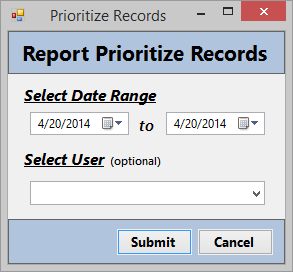 Prioritize Records
Report Prioritize Records
Select Date Range
4/20/2014 to 4/20/2014
Select User (optional)
Submit Cancel